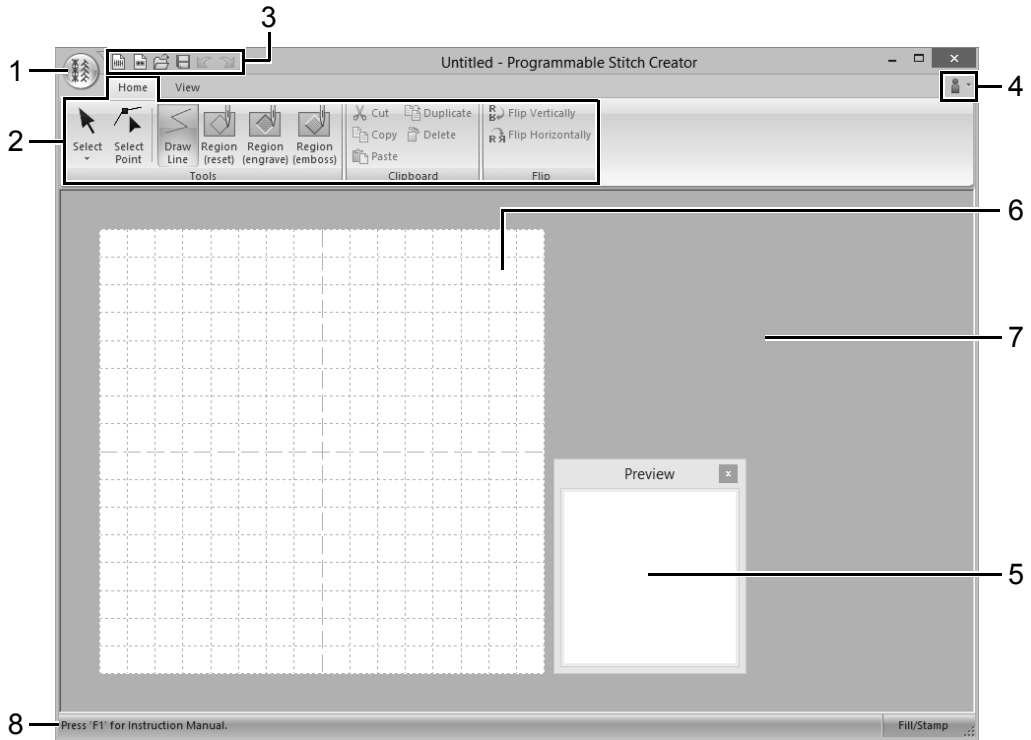 3
1
Untitled - Programmable Stitch Creator
4
Home View
2
Select
Select Point
Draw Line
Region (reset)
Region (engrave)
Region (emboss)
Tools
Cut
Copy
Paste
Duplicate
Delete
Clipboard
R R Flip Vertically
R Я Flip Horizontally
Flip
6
7
Preview
5
8
Press 'F1' for Instruction Manual.
Fill/Stamp